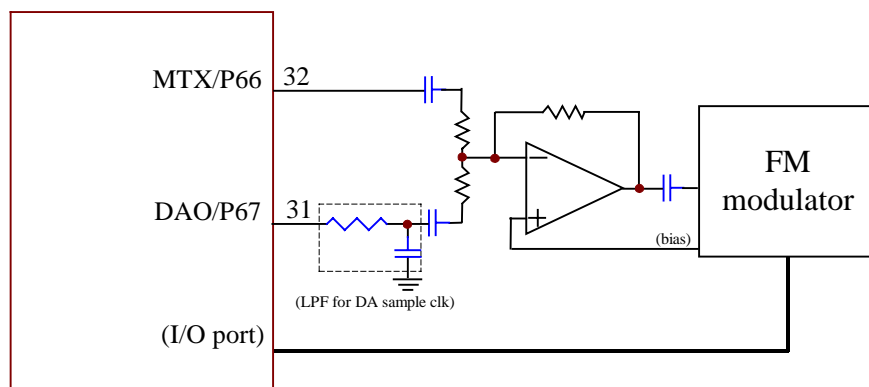 MTX/P66
32
FM
modulator
DAO/P67
31
(bias)
(LPF for DA sample clk)
(I/O port)